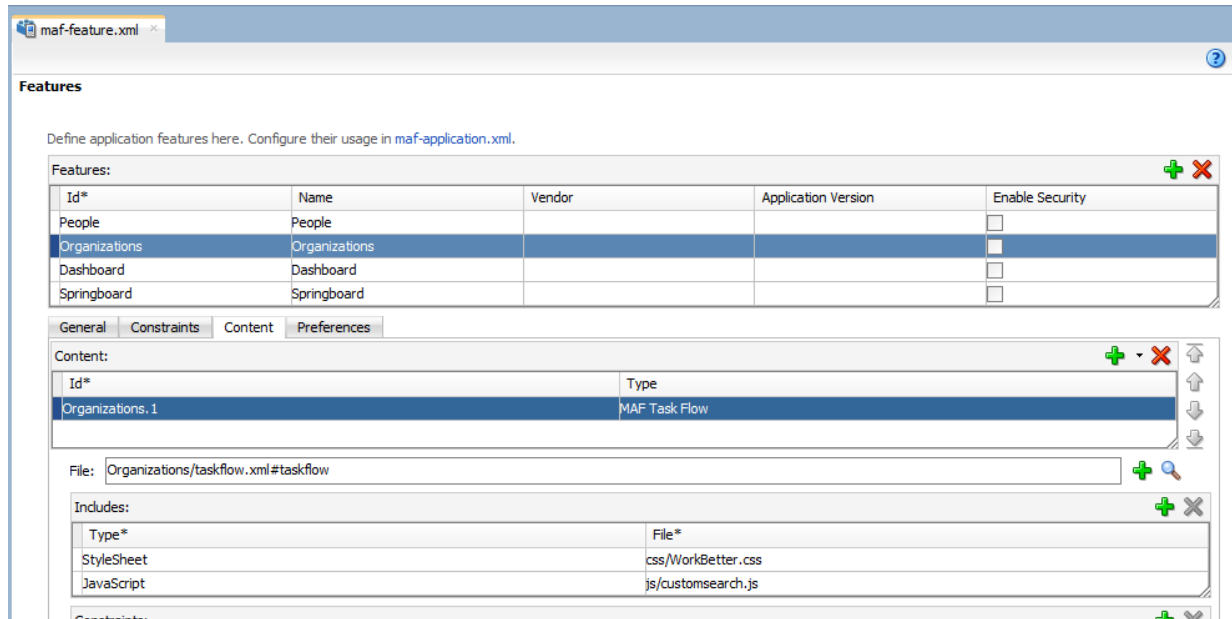 maf-feature.xml
Features
Define application features here. Configure their usage in maf-application.xml.
Features:
Id* Name Vendor Application Version Enable Security
People People
Organizations Organizations
Dashboard Dashboard
Springboard Springboard
General Constraints Content Preferences
Content:
Id* Type
Organizations.1 MAF Task Flow
File: Organizations/taskflow.xml#taskflow
Includes:
Type* File*
StyleSheet css/WorkBetter.css
JavaScript js/customsearch.js